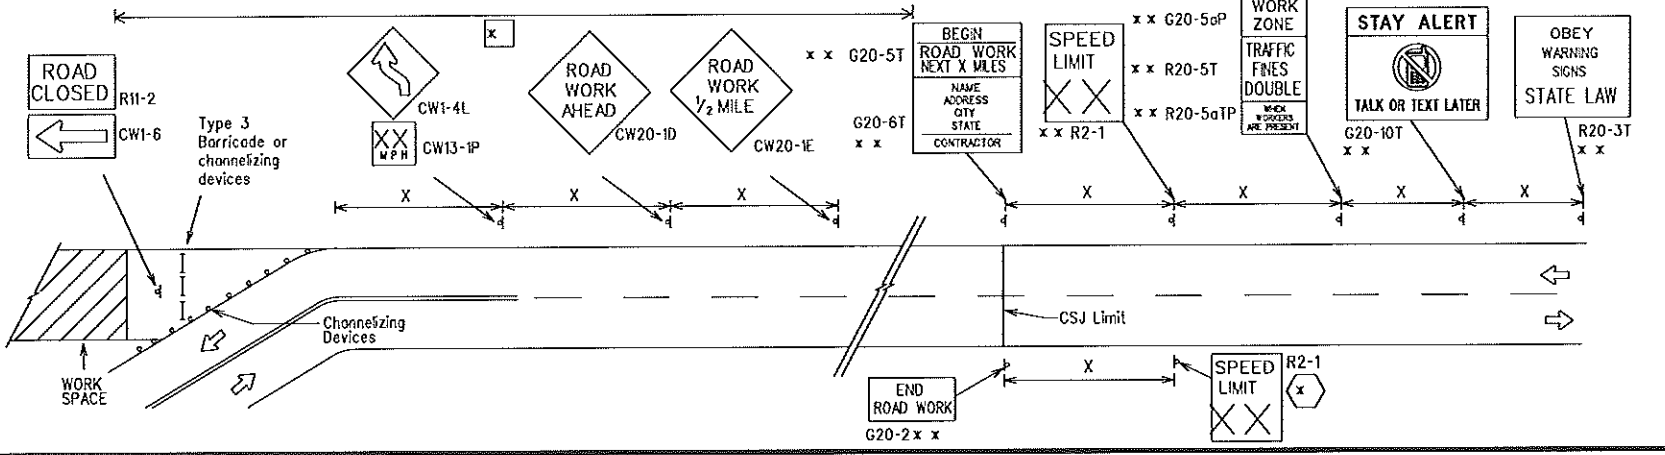 ROAD
CLOSED
R11-2
CW1-6
Type 3
Barricade or
channelizing
devices
x
CW1-4L
XX
MPH
CW13-1P
ROAD
WORK
AHEAD
CW20-1D
ROAD
WORK
1/2 MILE
CW20-1E
x x G20-5T
G20-6T
x x
BEGIN
ROAD WORK
NEXT X MILES
NAME
ADDRESS
CITY
STATE
CONTRACTOR
SPEED
LIMIT
X X
x x R2-1
x x G20-5aP
x x R20-5T
x x R20-5aTP
WORK
ZONE
TRAFFIC
FINES
DOUBLE
WHEN
WORKERS
ARE PRESENT
STAY ALERT
TALK OR TEXT LATER
G20-10T
x x
OBEY
WARNING
SIGNS
STATE LAW
R20-3T
x x
X
X
X
X
X
X
X
Channelizing
Devices
WORK
SPACE
CSJ Limit
X
END
ROAD WORK
G20-2 x x
SPEED
LIMIT
X X
R2-1
x